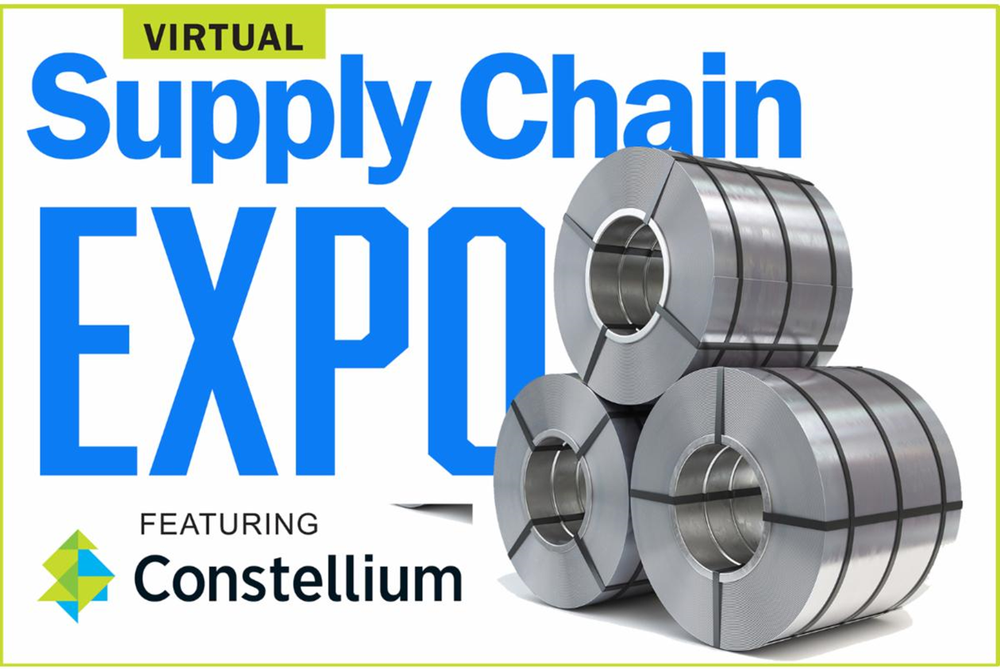 VIRTUAL
Supply Chain
EXPO
FEATURING
Constellium